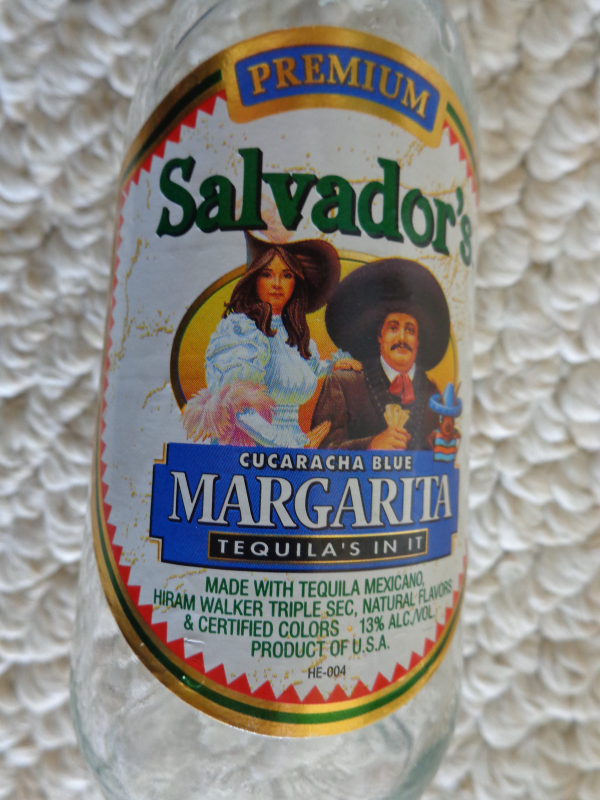 PREMIUM
Salvador's
CUCARACHA BLUE
MARGARITA
TEQUILA'S IN IT
MADE WITH TEQUILA MEXICANO,
HIRAM WALKER TRIPLE SEC, NATURAL FLAVORS
& CERTIFIED COLORS · 13% ALC./VOL.
PRODUCT OF U.S.A.
HE-004